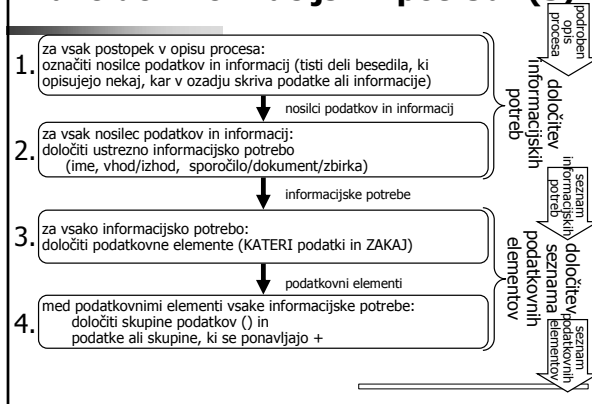 1.
za vsak postopek v opisu procesa:
označiti nosilce podatkov in informacij (tisti deli besedila, ki
opisujejo nekaj, kar v ozadju skriva podatke ali informacije)
nosilci podatkov in informacij
2.
za vsak nosilec podatkov in informacij:
določiti ustrezno informacijsko potrebo
(ime, vhod/izhod, sporočilo/dokument/zbirka)
informacijske potrebe
3.
za vsako informacijsko potrebo:
določiti podatkovne elemente (KATERI podatki in ZAKAJ)
podatkovni elementi
4.
med podatkovnimi elementi vsake informacijske potrebe:
določiti skupine podatkov () in
podatke ali skupine, ki se ponavljajo +
podroben
opis
procesa
določitev
informacijskih
potreb
seznam
informacijskih
potreb
določitev
seznama
podatkovnih
elementov
seznam
podatkovnih
elementov